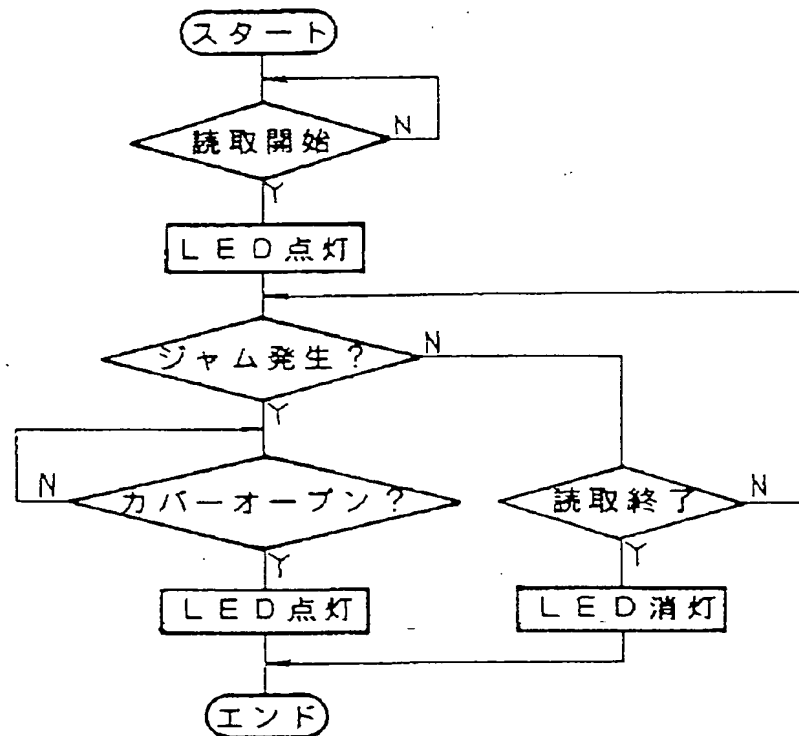 スタート
読取開始
N
Y
LED点灯
ジャム発生?
N
Y
カバーオープン?
N
Y
読取終了
N
Y
LED点灯
LED消灯
エンド